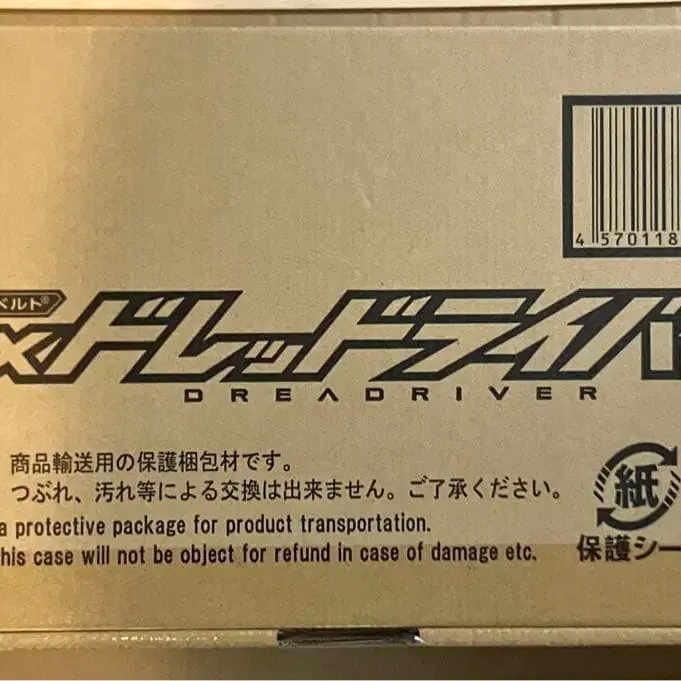 4 570118
ベルト®
×ドレッドライバ
DREADRIVER
商品輸送用の保護梱包材です。
つぶれ、汚れ等による交換は出来ません。ご了承ください。
a protective package for product transportation.
his case will not be object for refund in case of damage etc.
紙
保護シー